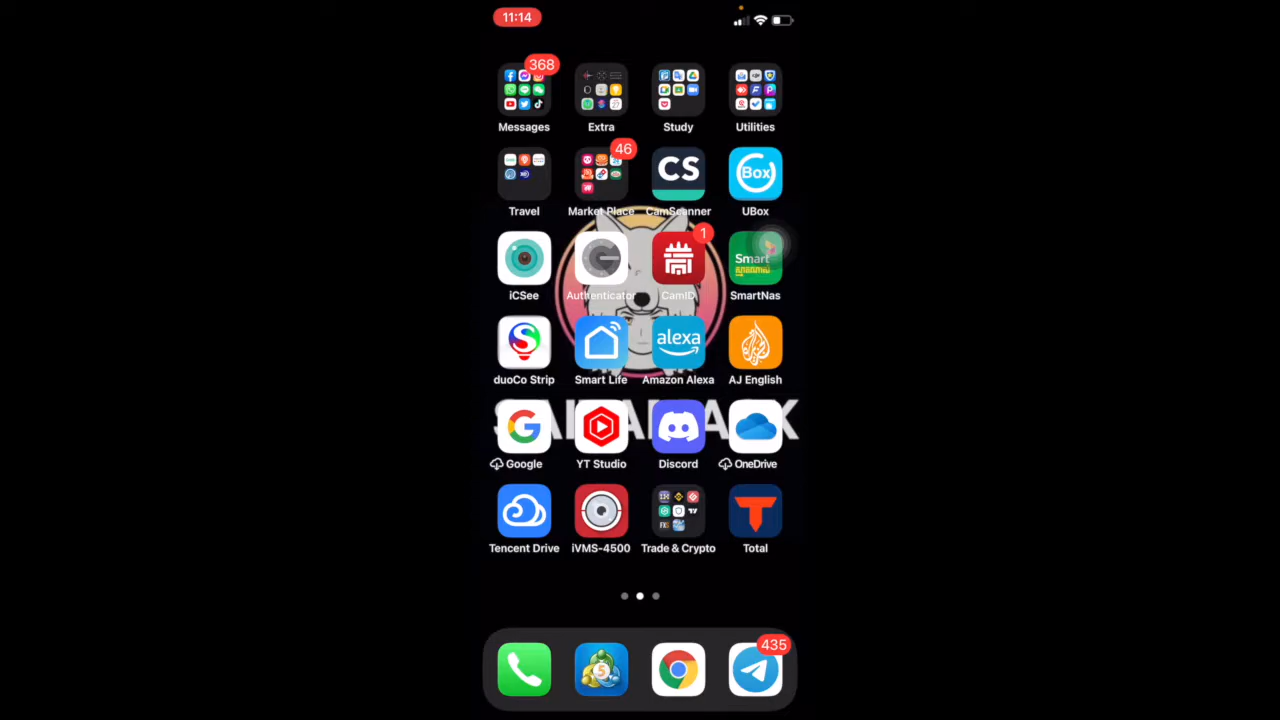 11:14
368
Messages
Extra
Study
Utilities
46
CS
Box
Travel
Market Place
CamScanner
UBox
1
Smart
iCSee
Authenticator
CamID
SmartNas
alexa
duoCo Strip
Smart Life
Amazon Alexa
AJ English
Google
YT Studio
Discord
OneDrive
Tencent Drive
iVMS-4500
Trade & Crypto
Total
435
5